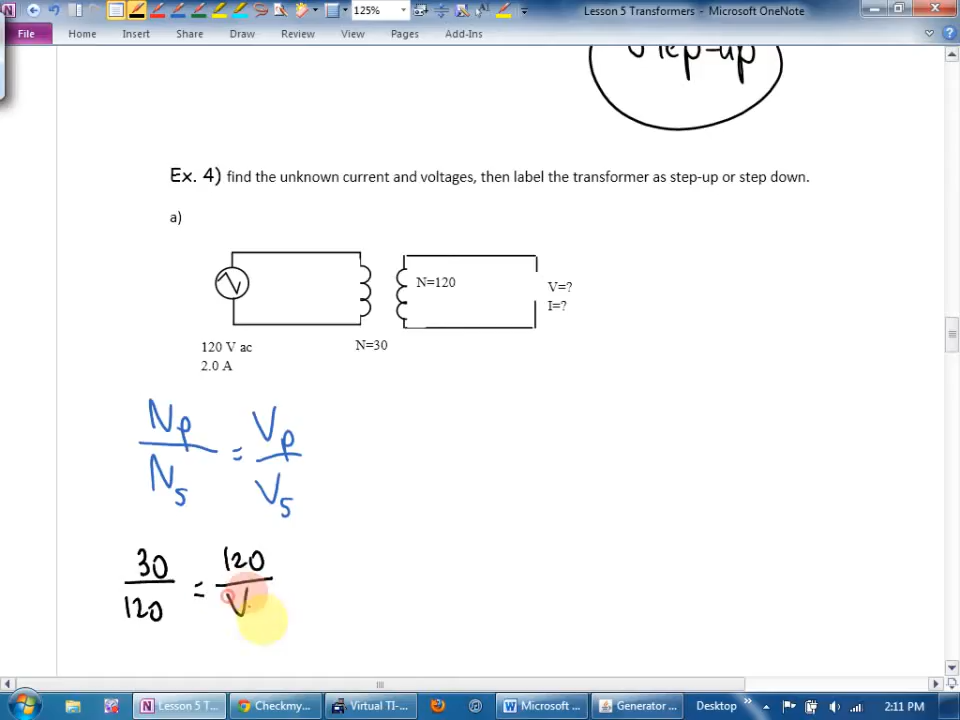 125%
Lesson 5 Transformers - Microsoft OneNote
File Home Insert Share Draw Review View Pages Add-Ins
step-up
Ex. 4) find the unknown current and voltages, then label the transformer as step-up or step down.
a)
N=120
V=?
I=?
120 V ac
2.0 A
N=30
Np = Vp
Ns Vs
30 = 120
120 V
Lesson 5 T... Checkmy... Virtual TI-... Microsoft ... Generator ... Desktop 2:11 PM